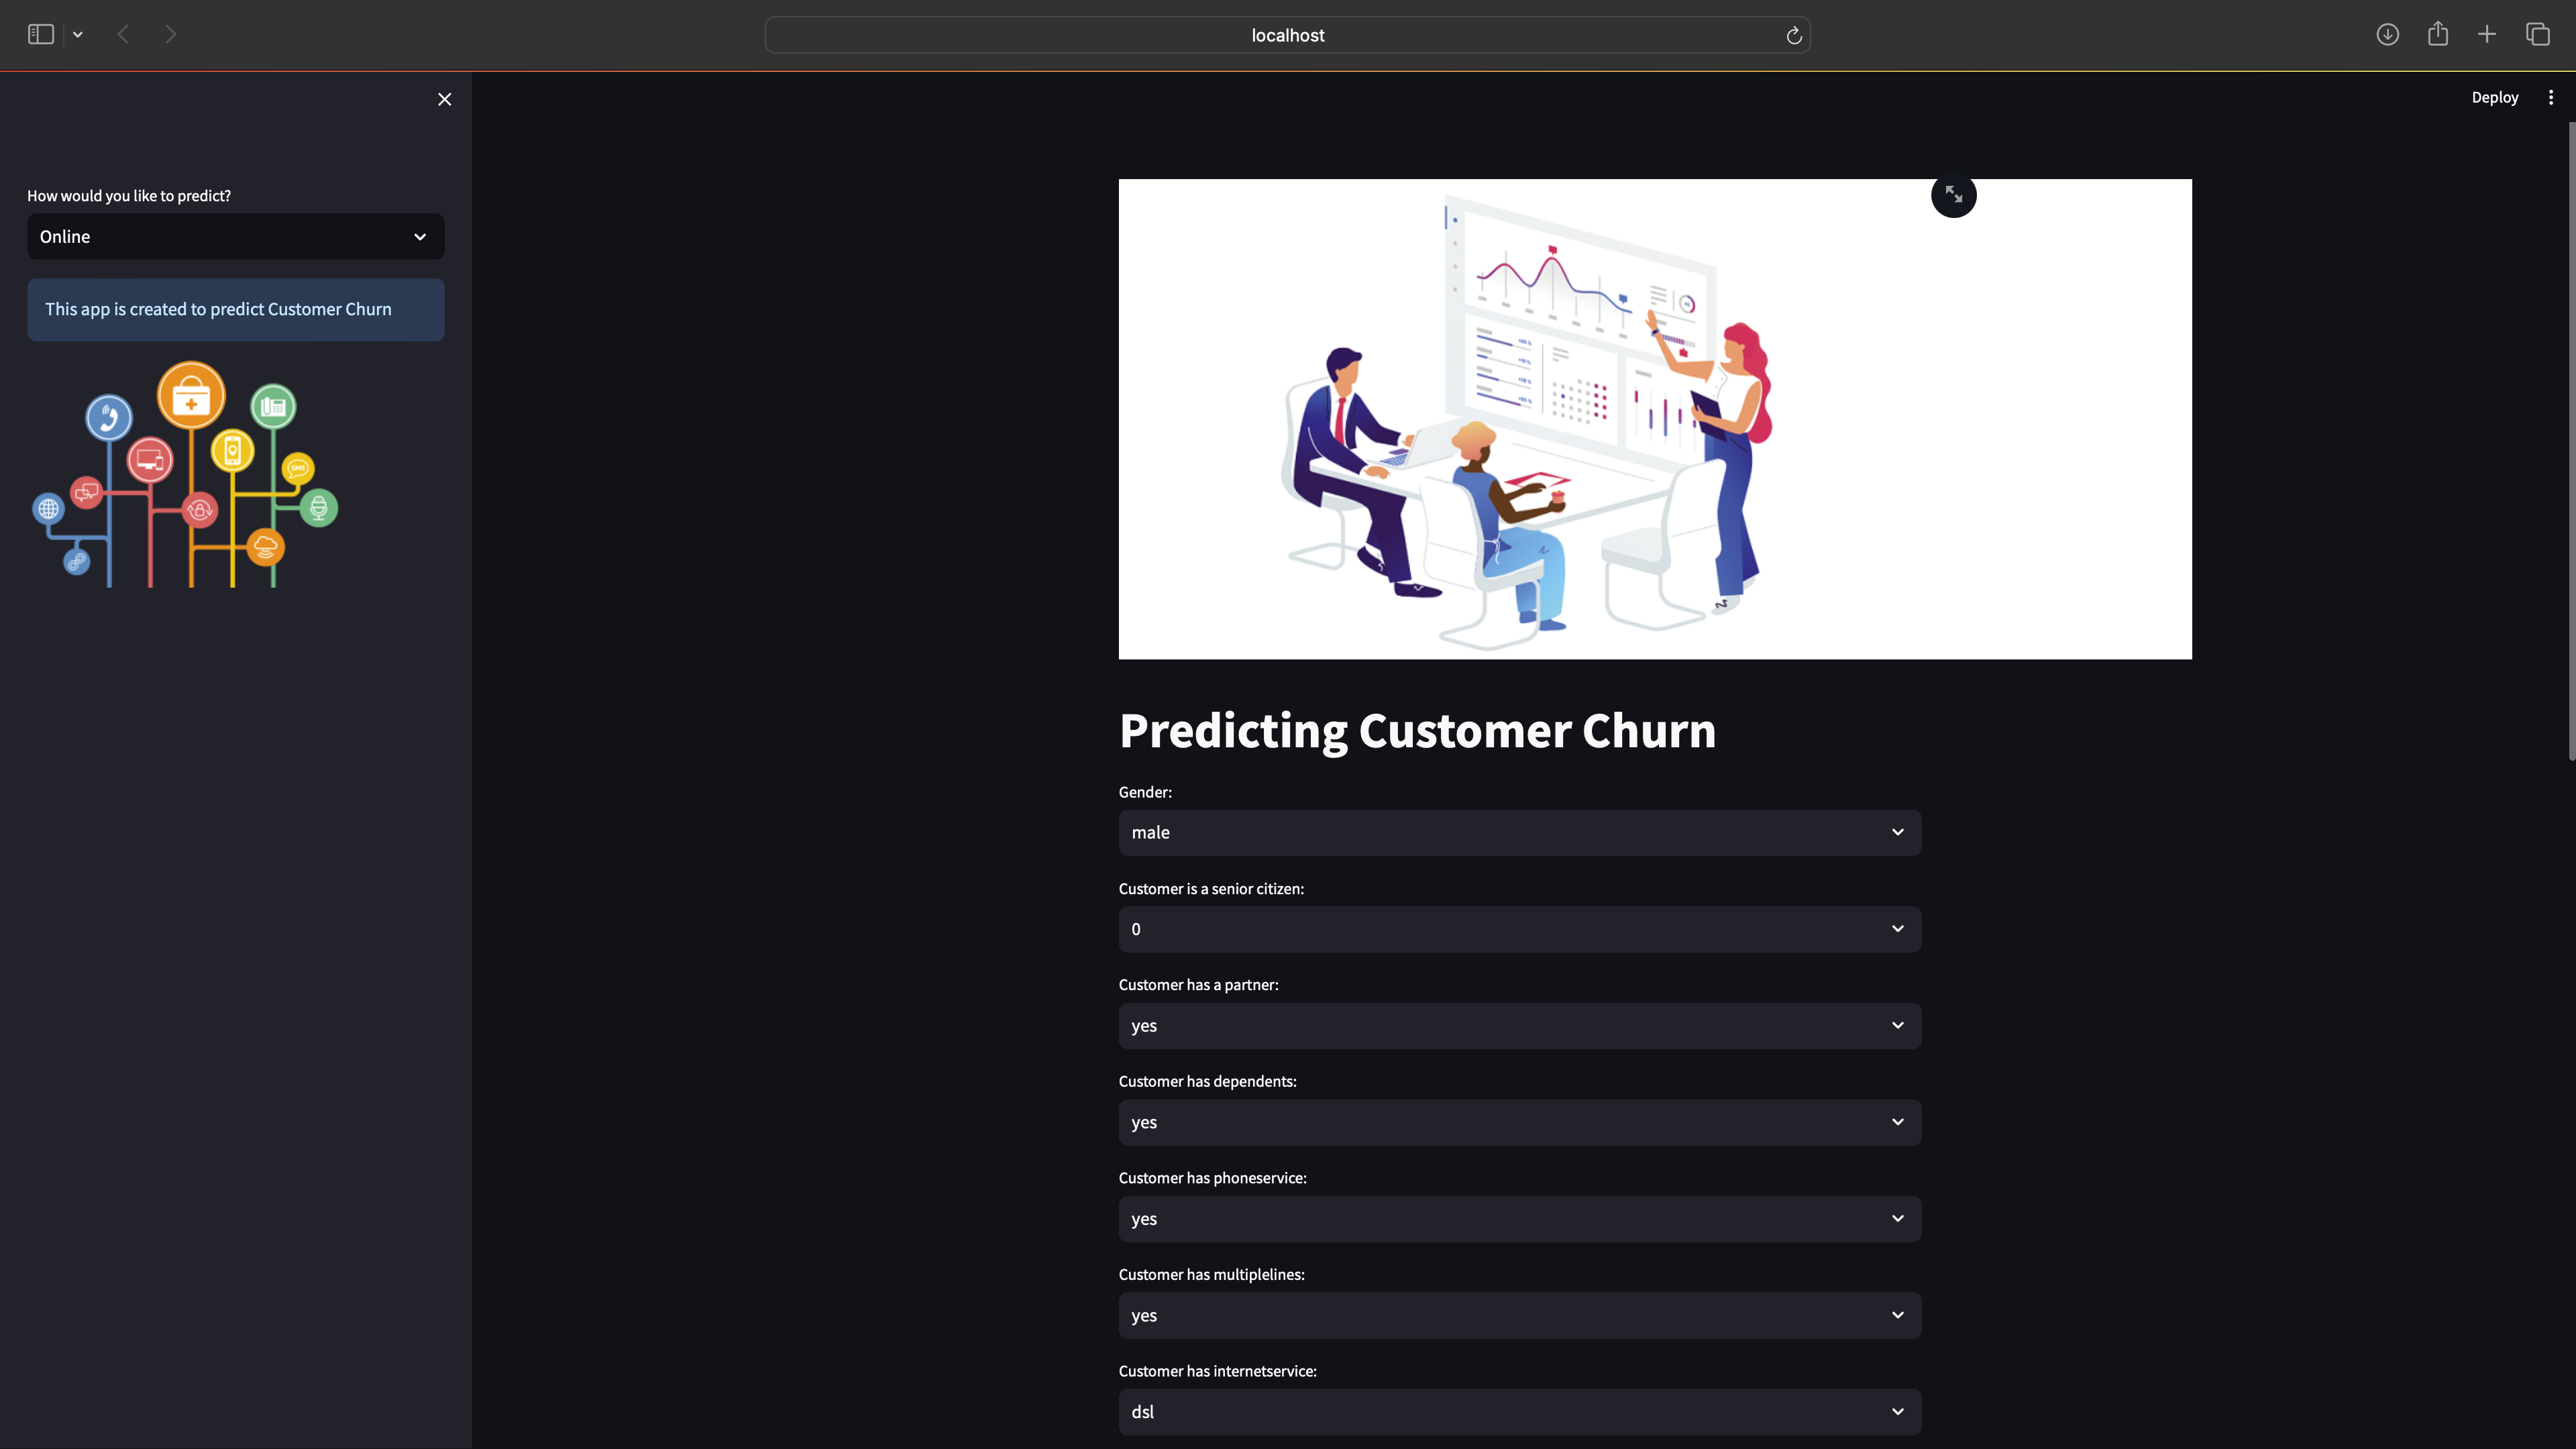 localhost
Deploy
How would you like to predict?
Online
This app is created to predict Customer Churn
SMS
Predicting Customer Churn
Gender:
male
Customer is a senior citizen:
0
Customer has a partner:
yes
Customer has dependents:
yes
Customer has phoneservice:
yes
Customer has multiplelines:
yes
Customer has internetservice:
dsl